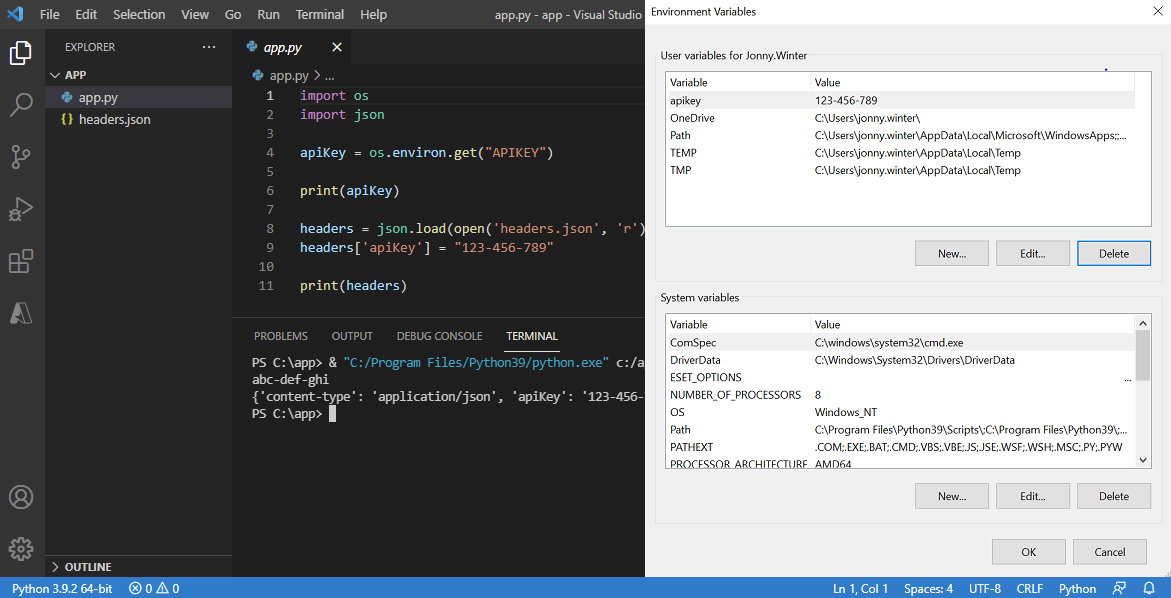 File Edit Selection View Go Run Terminal Help
app.py - app - Visual Studio
EXPLORER
APP
app.py
headers.json
OUTLINE
app.py
app.py > ...
1 import os
2 import json
3
4 apiKey = os.environ.get("APIKEY")
5
6 print(apiKey)
7
8 headers = json.load(open('headers.json', 'r')
9 headers['apiKey'] = "123-456-789"
10
11 print(headers)
PROBLEMS OUTPUT DEBUG CONSOLE TERMINAL
PS C:\app> & "C:/Program Files/Python39/python.exe" c:/a
abc-def-ghi
{'content-type': 'application/json', 'apiKey': '123-456-
PS C:\app>
Environment Variables
User variables for Jonny.Winter
Variable Value
apikey 123-456-789
OneDrive C:\Users\jonny.winter\
Path C:\Users\jonny.winter\AppData\Local\Microsoft\WindowsApps;;...
TEMP C:\Users\jonny.winter\AppData\Local\Temp
TMP C:\Users\jonny.winter\AppData\Local\Temp
New... Edit... Delete
System variables
Variable Value
ComSpec C:\windows\system32\cmd.exe
DriverData C:\Windows\System32\Drivers\DriverData
ESET_OPTIONS ...
NUMBER_OF_PROCESSORS 8
OS Windows_NT
Path C:\Program Files\Python39\Scripts\;C:\Program Files\Python39\;...
PATHEXT .COM;.EXE;.BAT;.CMD;.VBS;.VBE;.JS;.JSE;.WSF;.WSH;.MSC;.PY;.PYW
PROCESSOR_ARCHITECTURE AMD64
New... Edit... Delete
OK Cancel
Python 3.9.2 64-bit 0 0 Ln 1, Col 1 Spaces: 4 UTF-8 CRLF Python